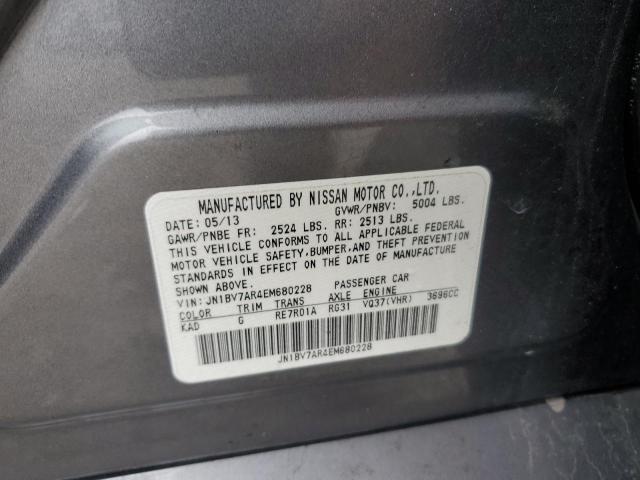 MANUFACTURED BY NISSAN MOTOR CO.,LTD.
DATE: 05/13 GVWR/PNBV: 5004 LBS.
GAWR/PNBE FR: 2524 LBS. RR: 2513 LBS.
THIS VEHICLE CONFORMS TO ALL APPLICABLE FEDERAL
MOTOR VEHICLE SAFETY,BUMPER,AND THEFT PREVENTION
STANDARDS IN EFFECT ON THE DATE OF MANUFACTURE
SHOWN ABOVE.
VIN: JN1BV7AR4EM680228 PASSENGER CAR
COLOR TRIM TRANS AXLE ENGINE
KAD G RE7R01A RG31 VQ37(VHR) 3696CC
JN1BV7AR4EM680228